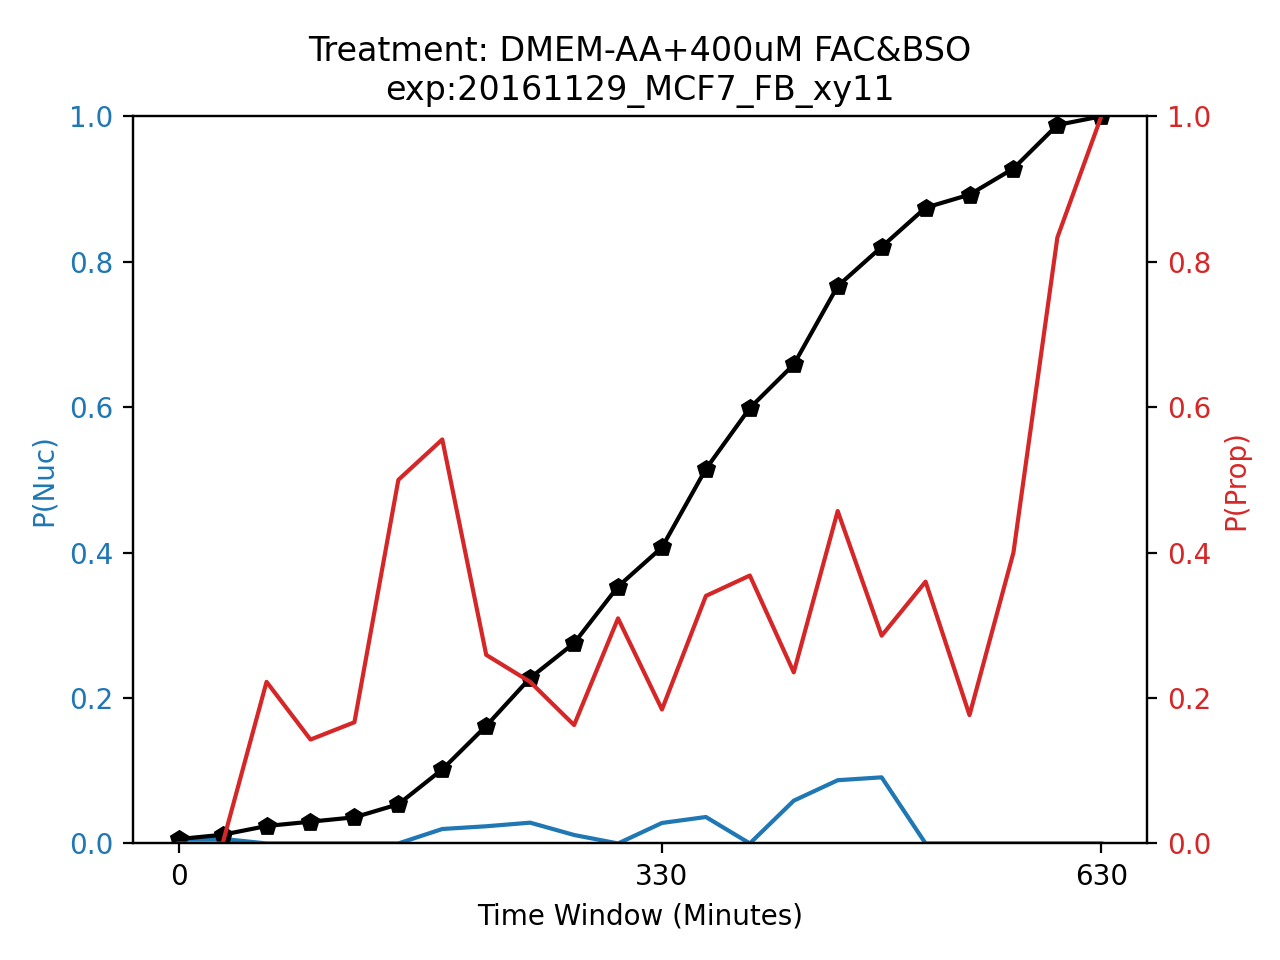 Treatment: DMEM-AA+400uM FAC&BSO
exp:20161129_MCF7_FB_xy11
1.0
0.8
0.6
0.4
0.2
0.0
P(Nuc)
1.0
0.8
0.6
0.4
0.2
0.0
P(Prop)
0 330 630
Time Window (Minutes)